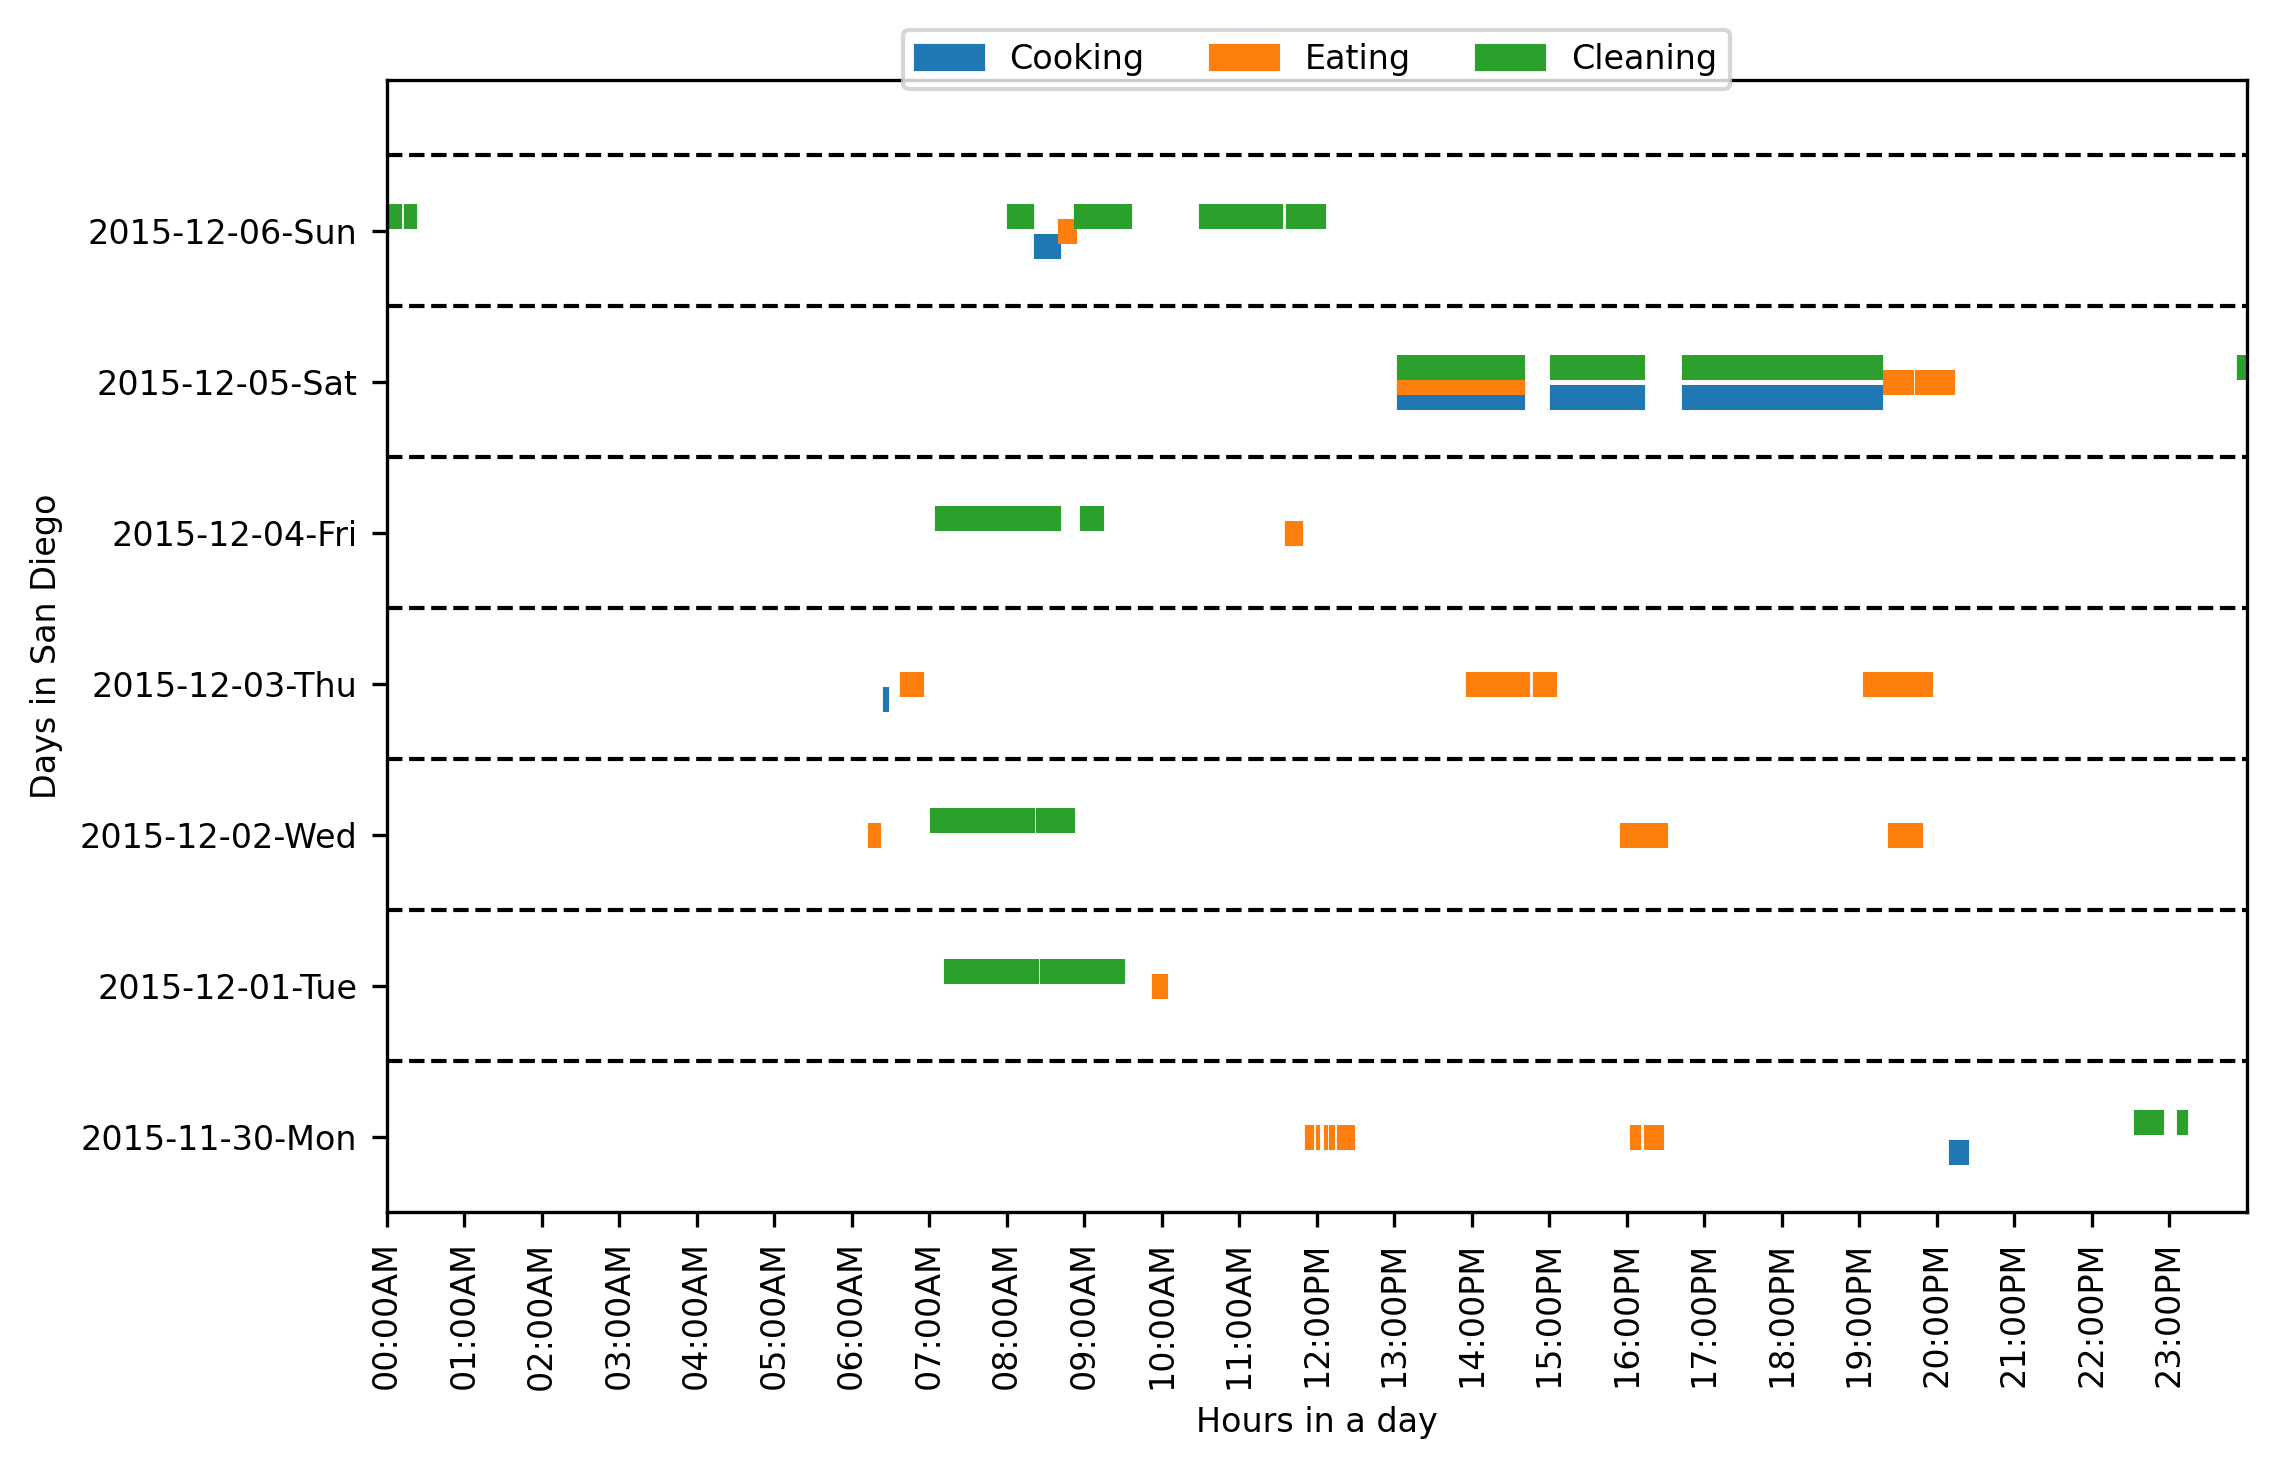 Cooking Eating Cleaning
Days in San Diego
2015-12-06-Sun
2015-12-05-Sat
2015-12-04-Fri
2015-12-03-Thu
2015-12-02-Wed
2015-12-01-Tue
2015-11-30-Mon
00:00AM
01:00AM
02:00AM
03:00AM
04:00AM
05:00AM
06:00AM
07:00AM
08:00AM
09:00AM
10:00AM
11:00AM
12:00PM
13:00PM
14:00PM
15:00PM
16:00PM
17:00PM
18:00PM
19:00PM
20:00PM
21:00PM
22:00PM
23:00PM
Hours in a day